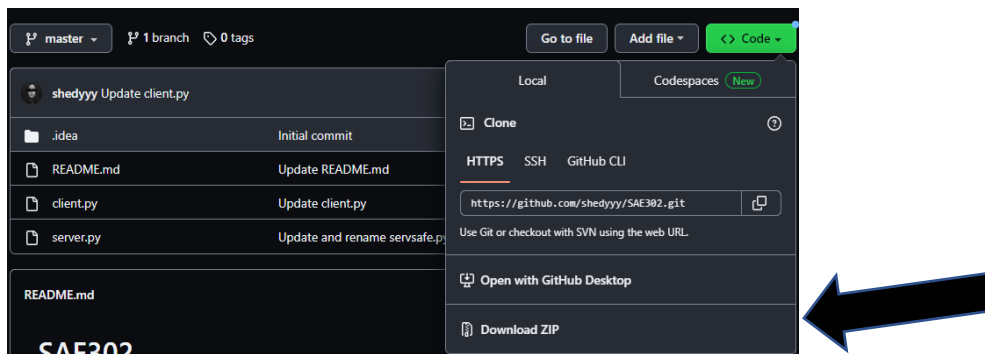 master 1 branch 0 tags Go to file Add file <> Code
shedyyy Update client.py
.idea Initial commit
README.md Update README.md
client.py Update client.py
server.py Update and rename servsafe.py
README.md
SAE302
Local Codespaces New
Clone
HTTPS SSH GitHub CLI
https://github.com/shedyyy/SAE302.git
Use Git or checkout with SVN using the web URL.
Open with GitHub Desktop
Download ZIP